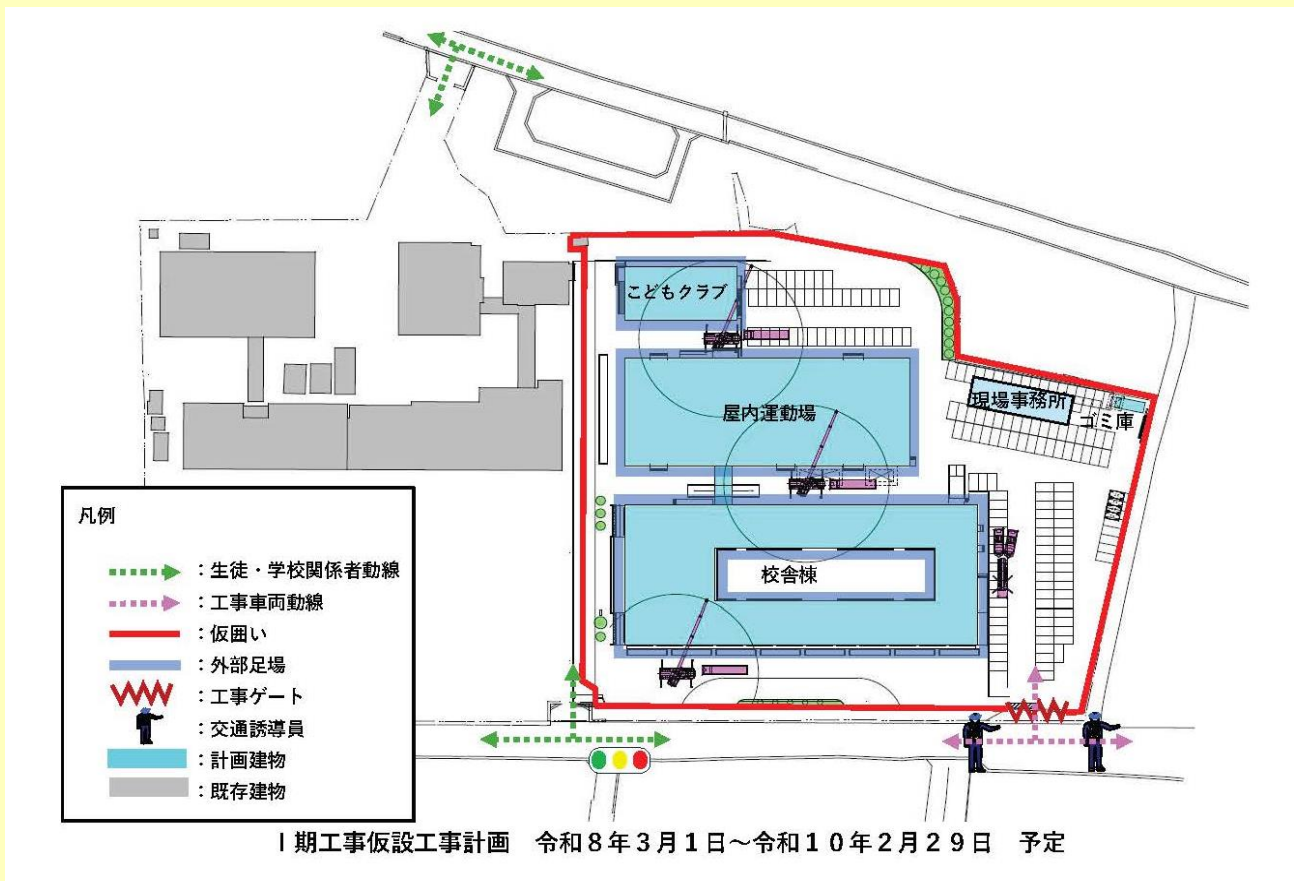 こどもクラブ
屋内運動場
現場事務所
ゴミ庫
校舎棟
凡例
：生徒・学校関係者動線
：工事車両動線
：仮囲い
：外部足場
：工事ゲート
：交通誘導員
：計画建物
：既存建物
Ⅰ期工事仮設工事計画　令和８年３月１日～令和１０年２月２９日　予定